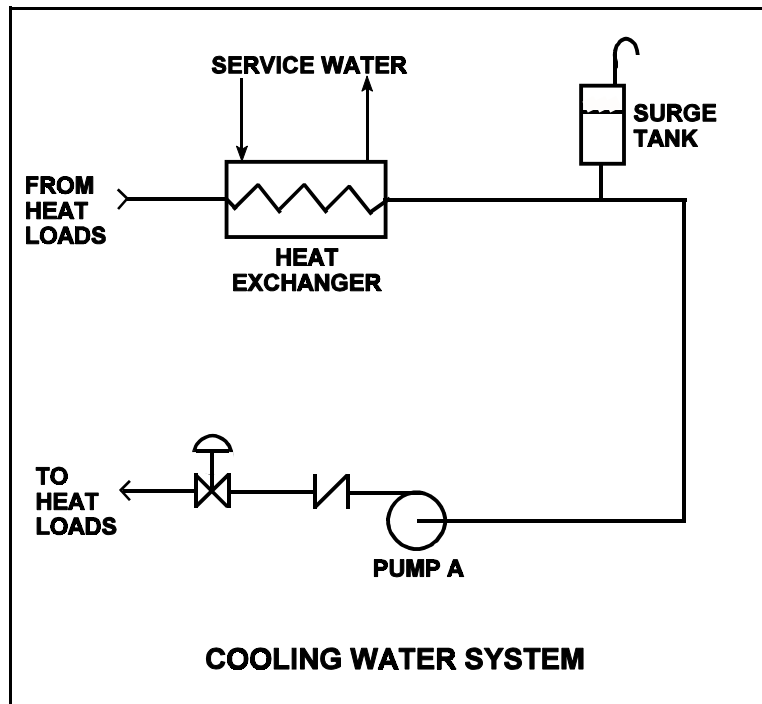 SERVICE WATER
SURGE
TANK
FROM
HEAT
LOADS
HEAT
EXCHANGER
TO
HEAT
LOADS
PUMP A
COOLING WATER SYSTEM